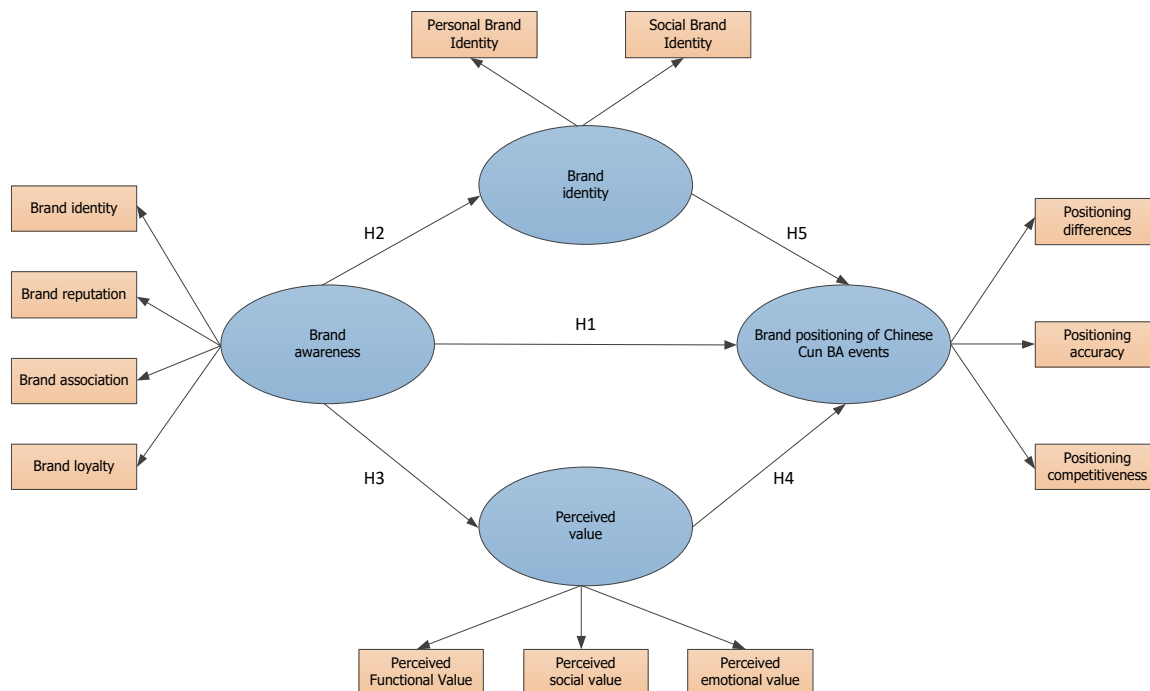 Personal Brand
Identity
Social Brand
Identity
Brand
identity
Brand identity
Brand reputation
Brand association
Brand loyalty
H2
H5
Positioning
differences
Brand
awareness
H1
Brand positioning of Chinese
Cun BA events
Positioning
accuracy
H3
H4
Positioning
competitiveness
Perceived
value
Perceived
Functional Value
Perceived
social value
Perceived
emotional value